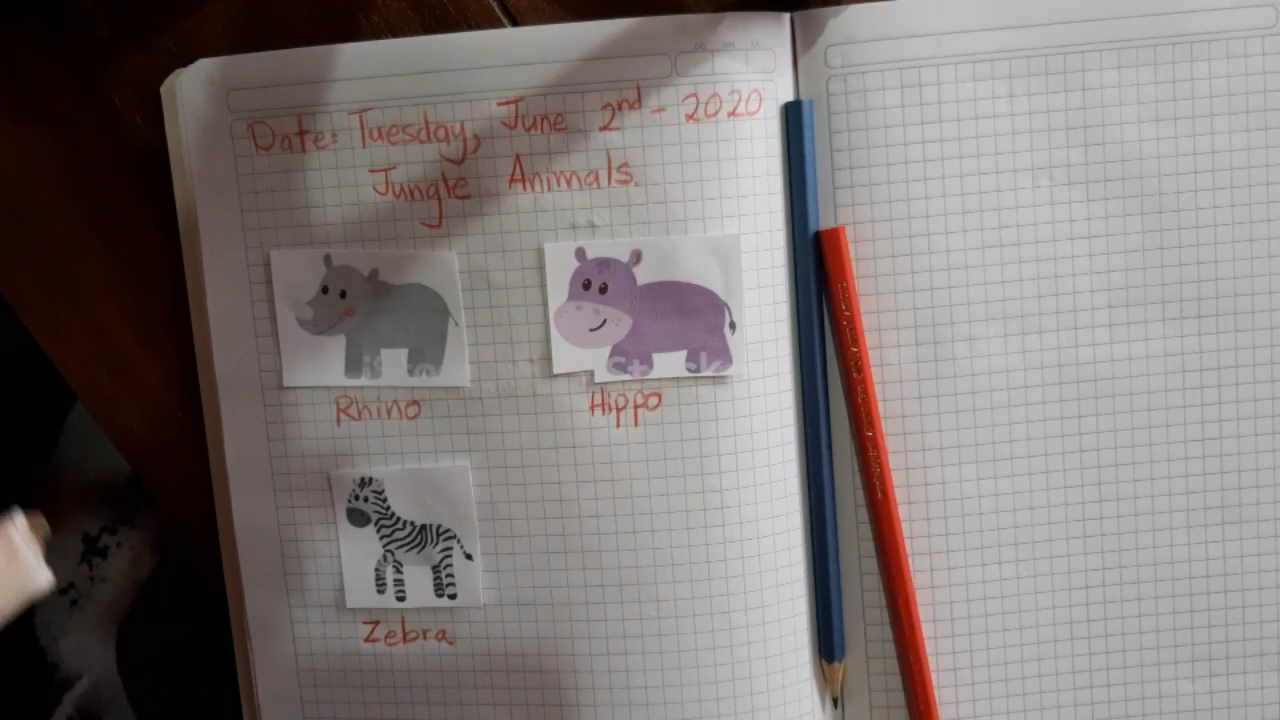 Date: Tuesday, June 2nd - 2020
Jungle Animals.
Rhino
Hippo
Zebra